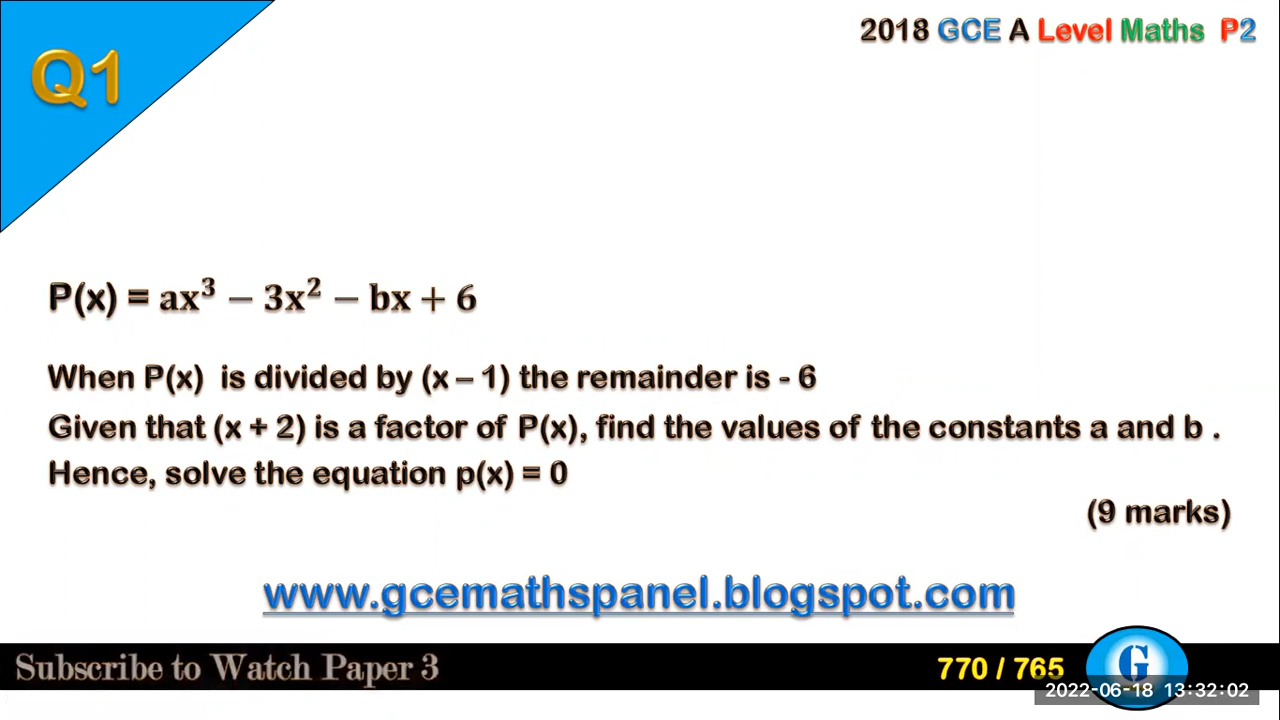 2018 GCE A Level Maths P2
Q1
P(x) = ax³ − 3x² − bx + 6
When P(x) is divided by (x – 1) the remainder is - 6
Given that (x + 2) is a factor of P(x), find the values of the constants a and b .
Hence, solve the equation p(x) = 0
(9 marks)
www.gcemathspanel.blogspot.com
Subscribe to Watch Paper 3
770 / 765
G
2022-06-18 13:32:02